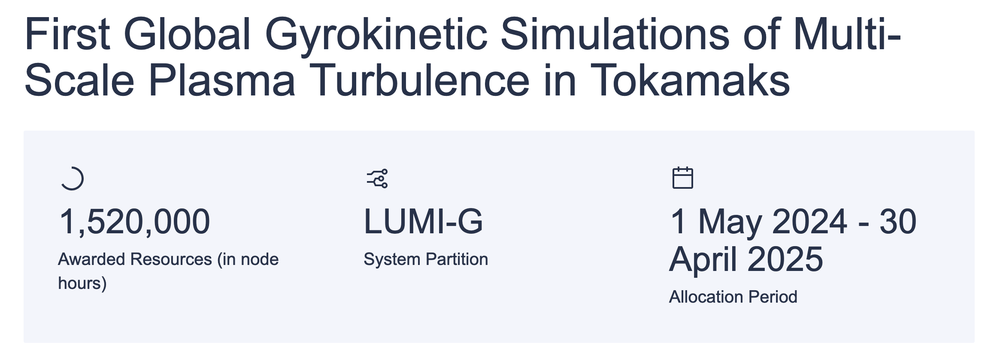 First Global Gyrokinetic Simulations of Multi-
Scale Plasma Turbulence in Tokamaks
1,520,000
Awarded Resources (in node
hours)
LUMI-G
System Partition
1 May 2024 - 30
April 2025
Allocation Period